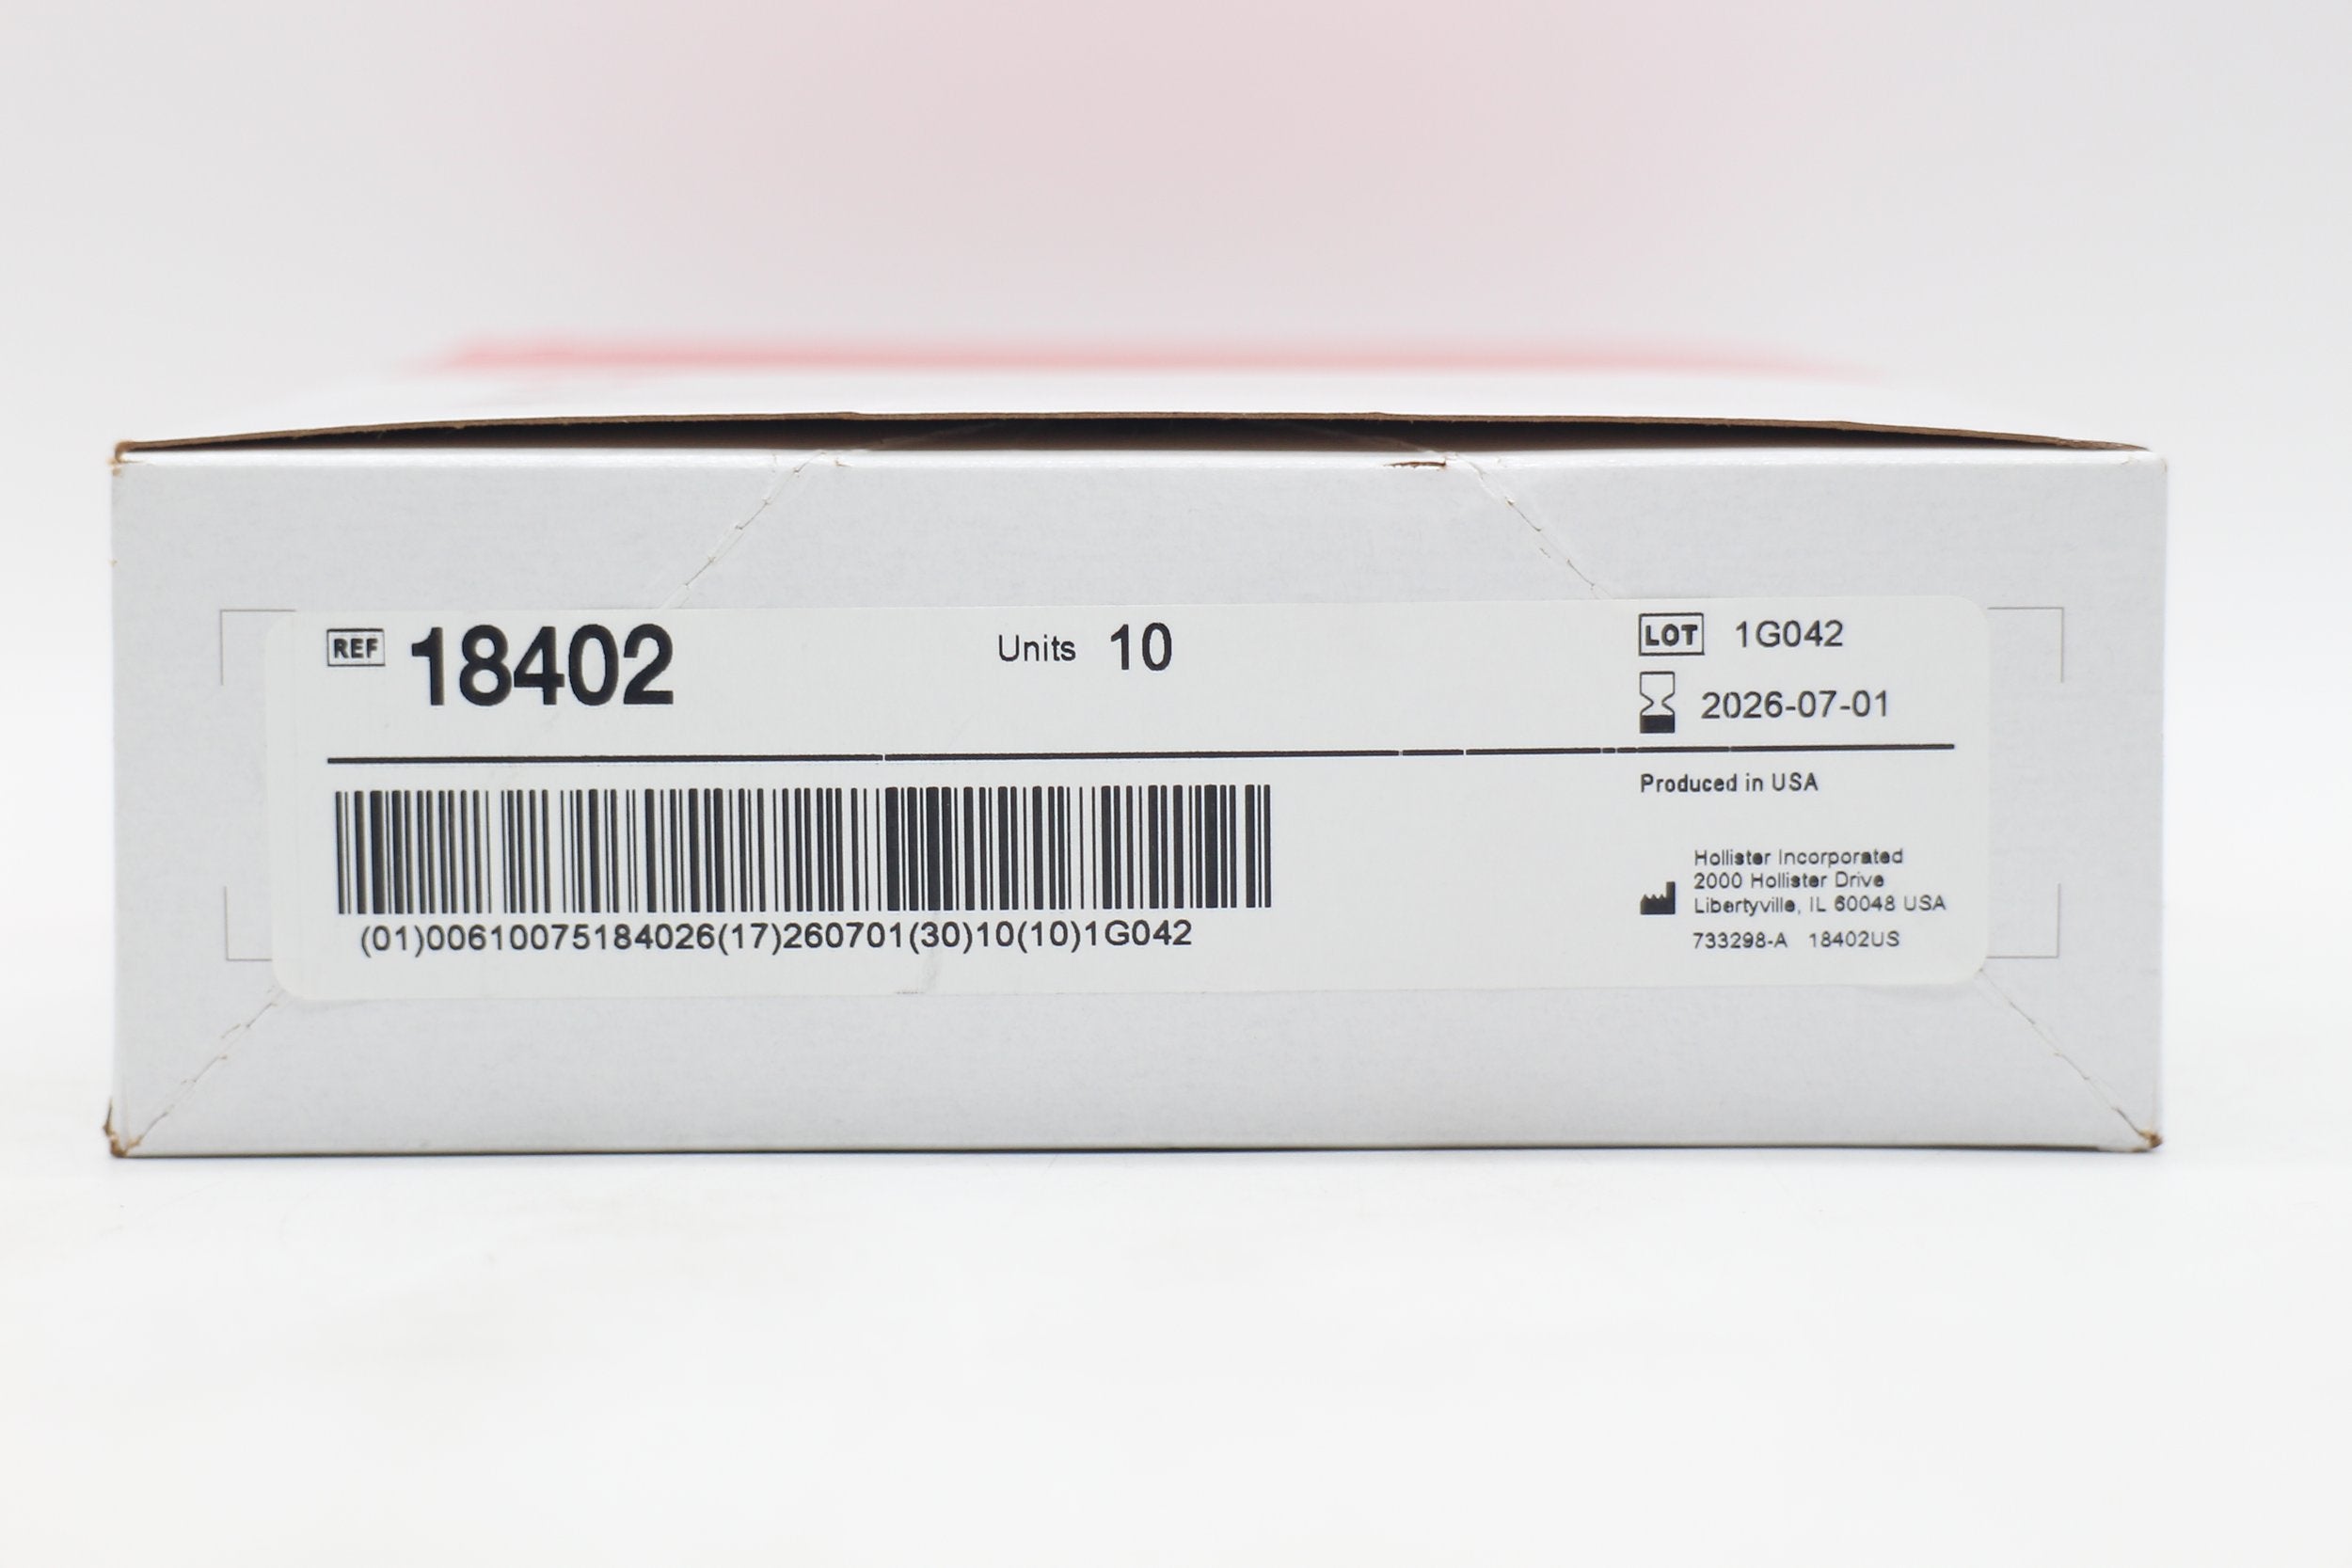 REF 18402
Units 10
LOT 1G042
2026-07-01
(01)00610075184026(17)260701(30)10(10)1G042
Produced in USA
Hollister Incorporated
2000 Hollister Drive
Libertyville, IL 60048 USA
733298-A 18402US